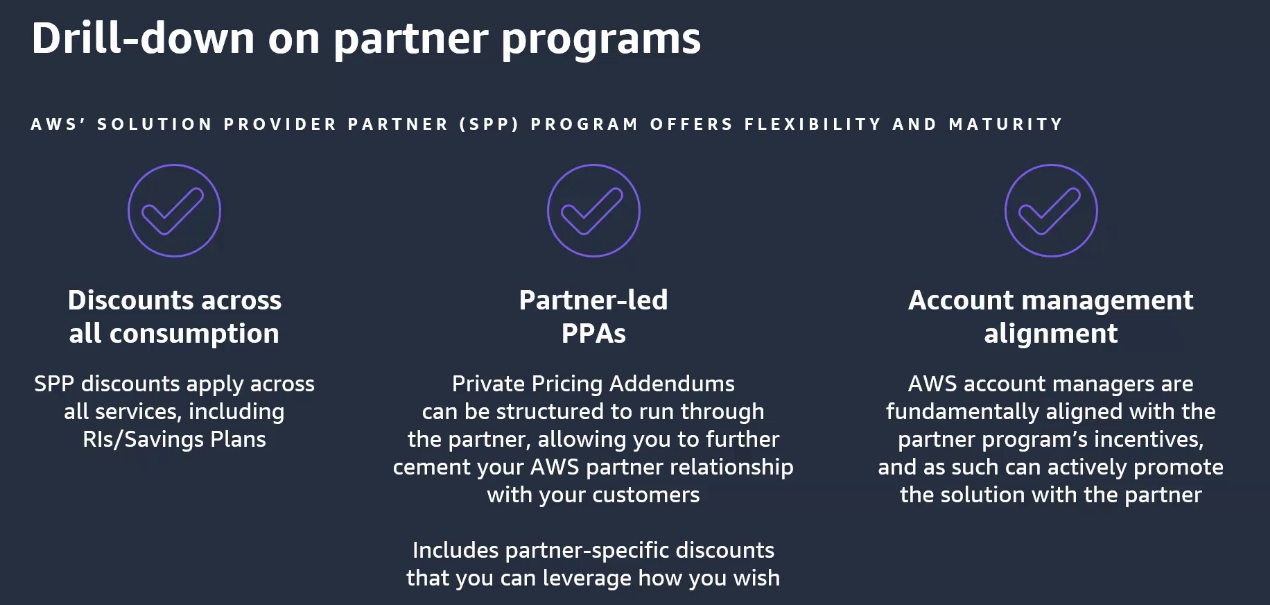 Drill-down on partner programs
AWS’ SOLUTION PROVIDER PARTNER (SPP) PROGRAM OFFERS FLEXIBILITY AND MATURITY
Discounts across
all consumption
SPP discounts apply across
all services, including
RIs/Savings Plans
Partner-led
PPAs
Private Pricing Addendums
can be structured to run through
the partner, allowing you to further
cement your AWS partner relationship
with your customers
Includes partner-specific discounts
that you can leverage how you wish
Account management
alignment
AWS account managers are
fundamentally aligned with the
partner program’s incentives,
and as such can actively promote
the solution with the partner